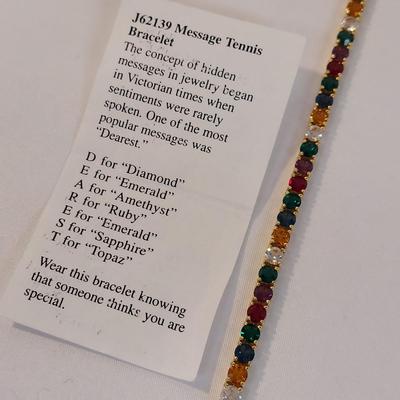 J62139 Message Tennis
Bracelet
The concept of hidden
messages in jewelry began
in Victorian times when
sentiments were rarely
spoken. One of the most
popular messages was
"Dearest."
D for "Diamond"
E for "Emerald"
A for "Amethyst"
R for "Ruby"
E for "Emerald"
S for "Sapphire"
T for "Topaz"
Wear this bracelet knowing
that someone thinks you are
special.